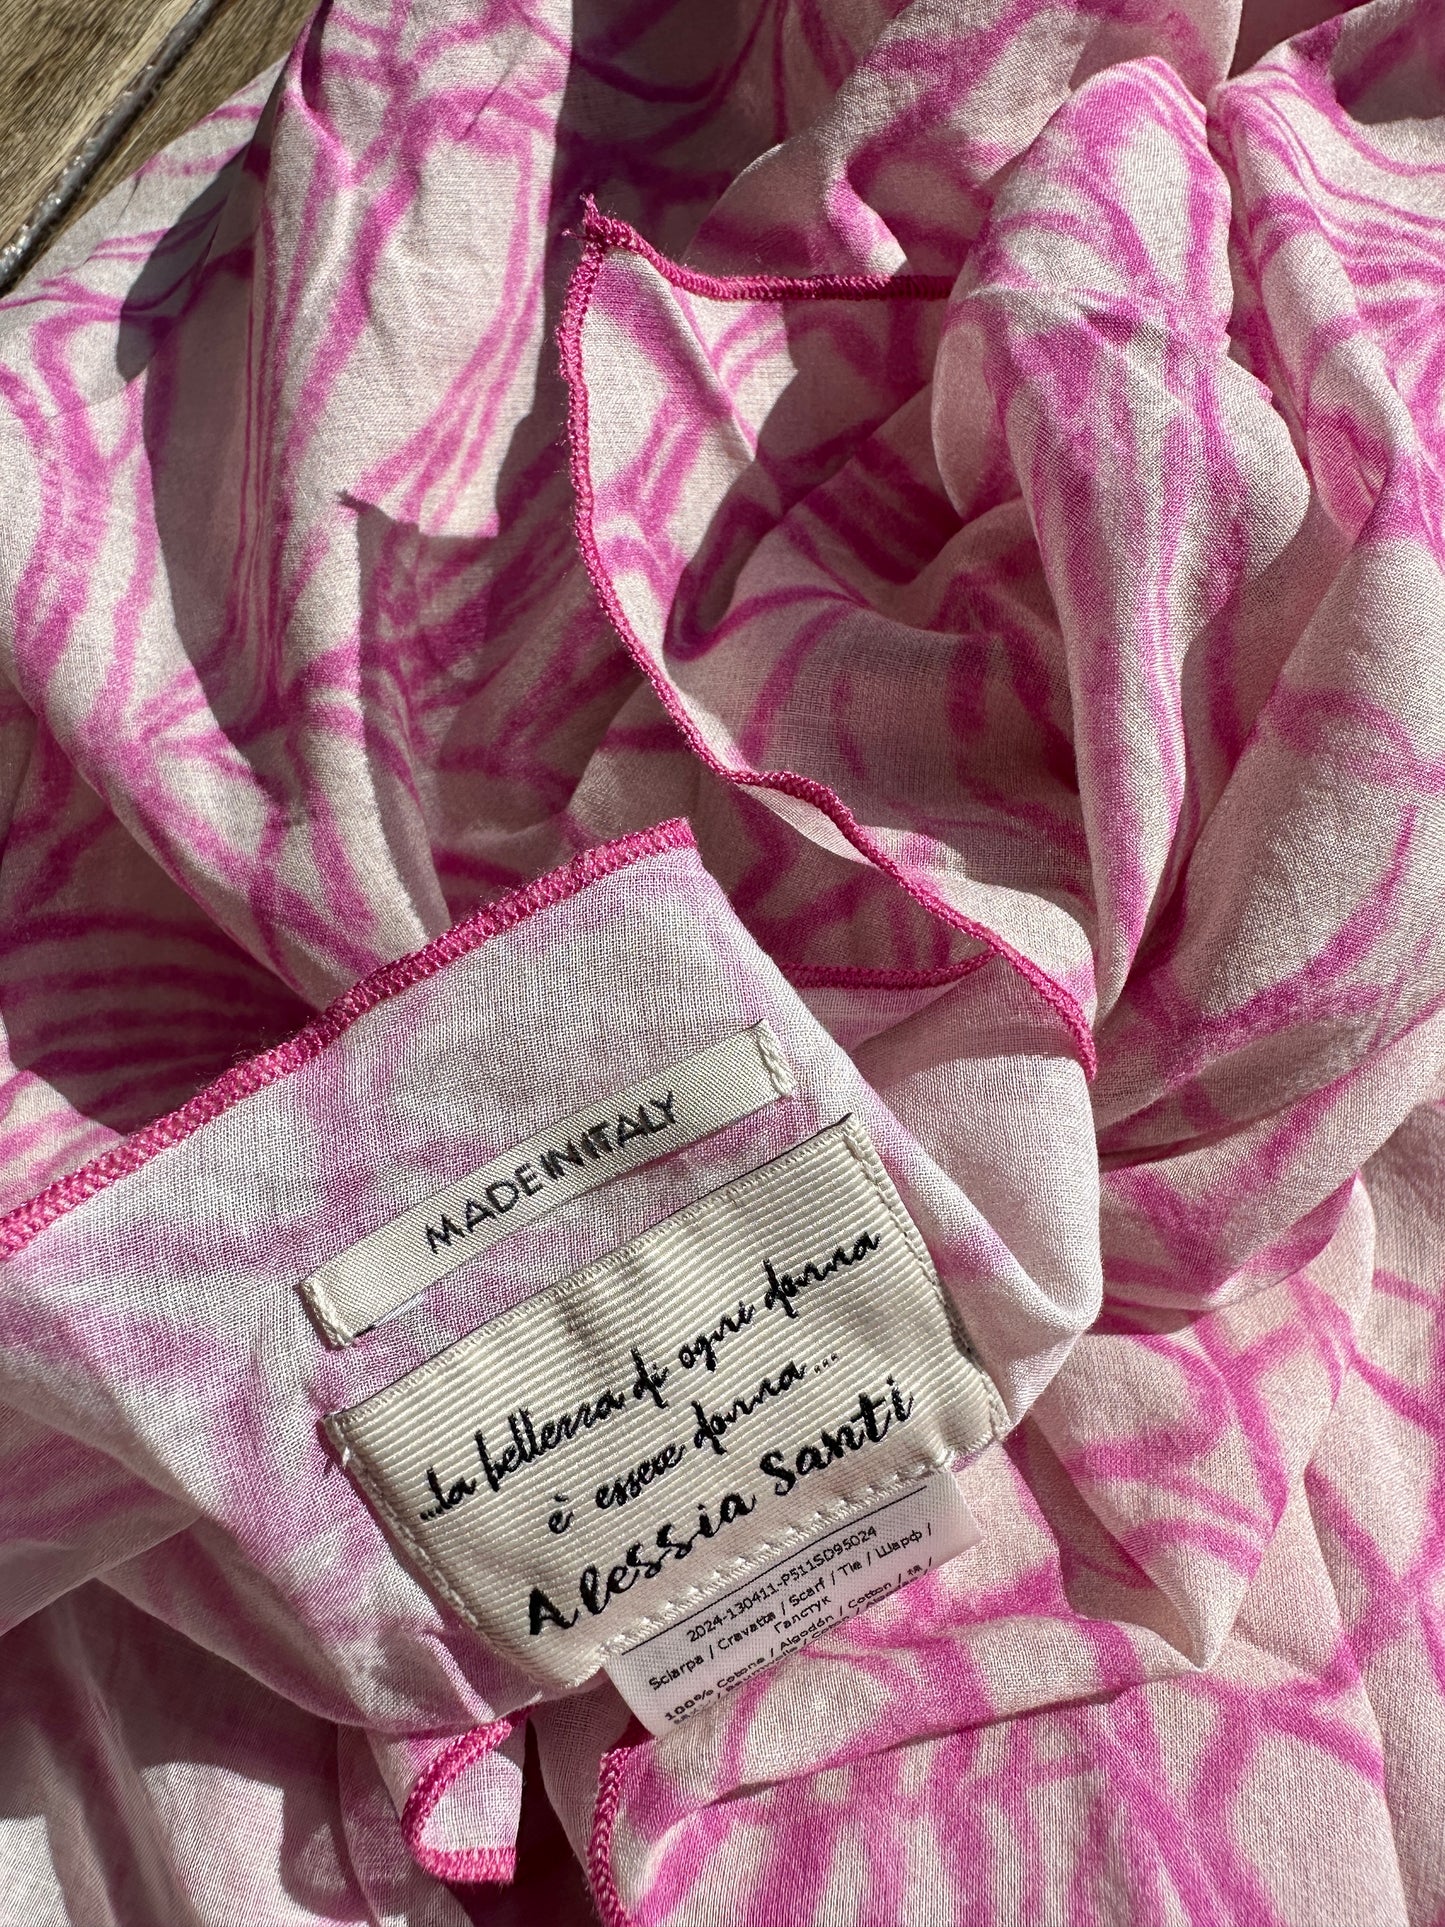 MADE IN ITALY
...la bellezza di ogni donna
è essere donna...
Alessia Santi
2024-130411-P511SD95024
Sciarpa / Cravatta / Scarf / Tie / Шарф /
Галстук
100% Cotone / Algodón / Cotton /